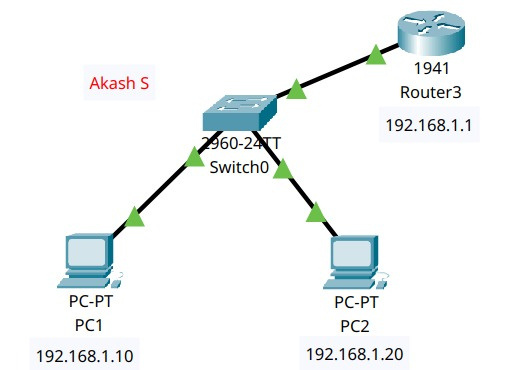 Akash S
1941
Router3
192.168.1.1
2960-24TT
Switch0
PC-PT
PC1
192.168.1.10
PC-PT
PC2
192.168.1.20